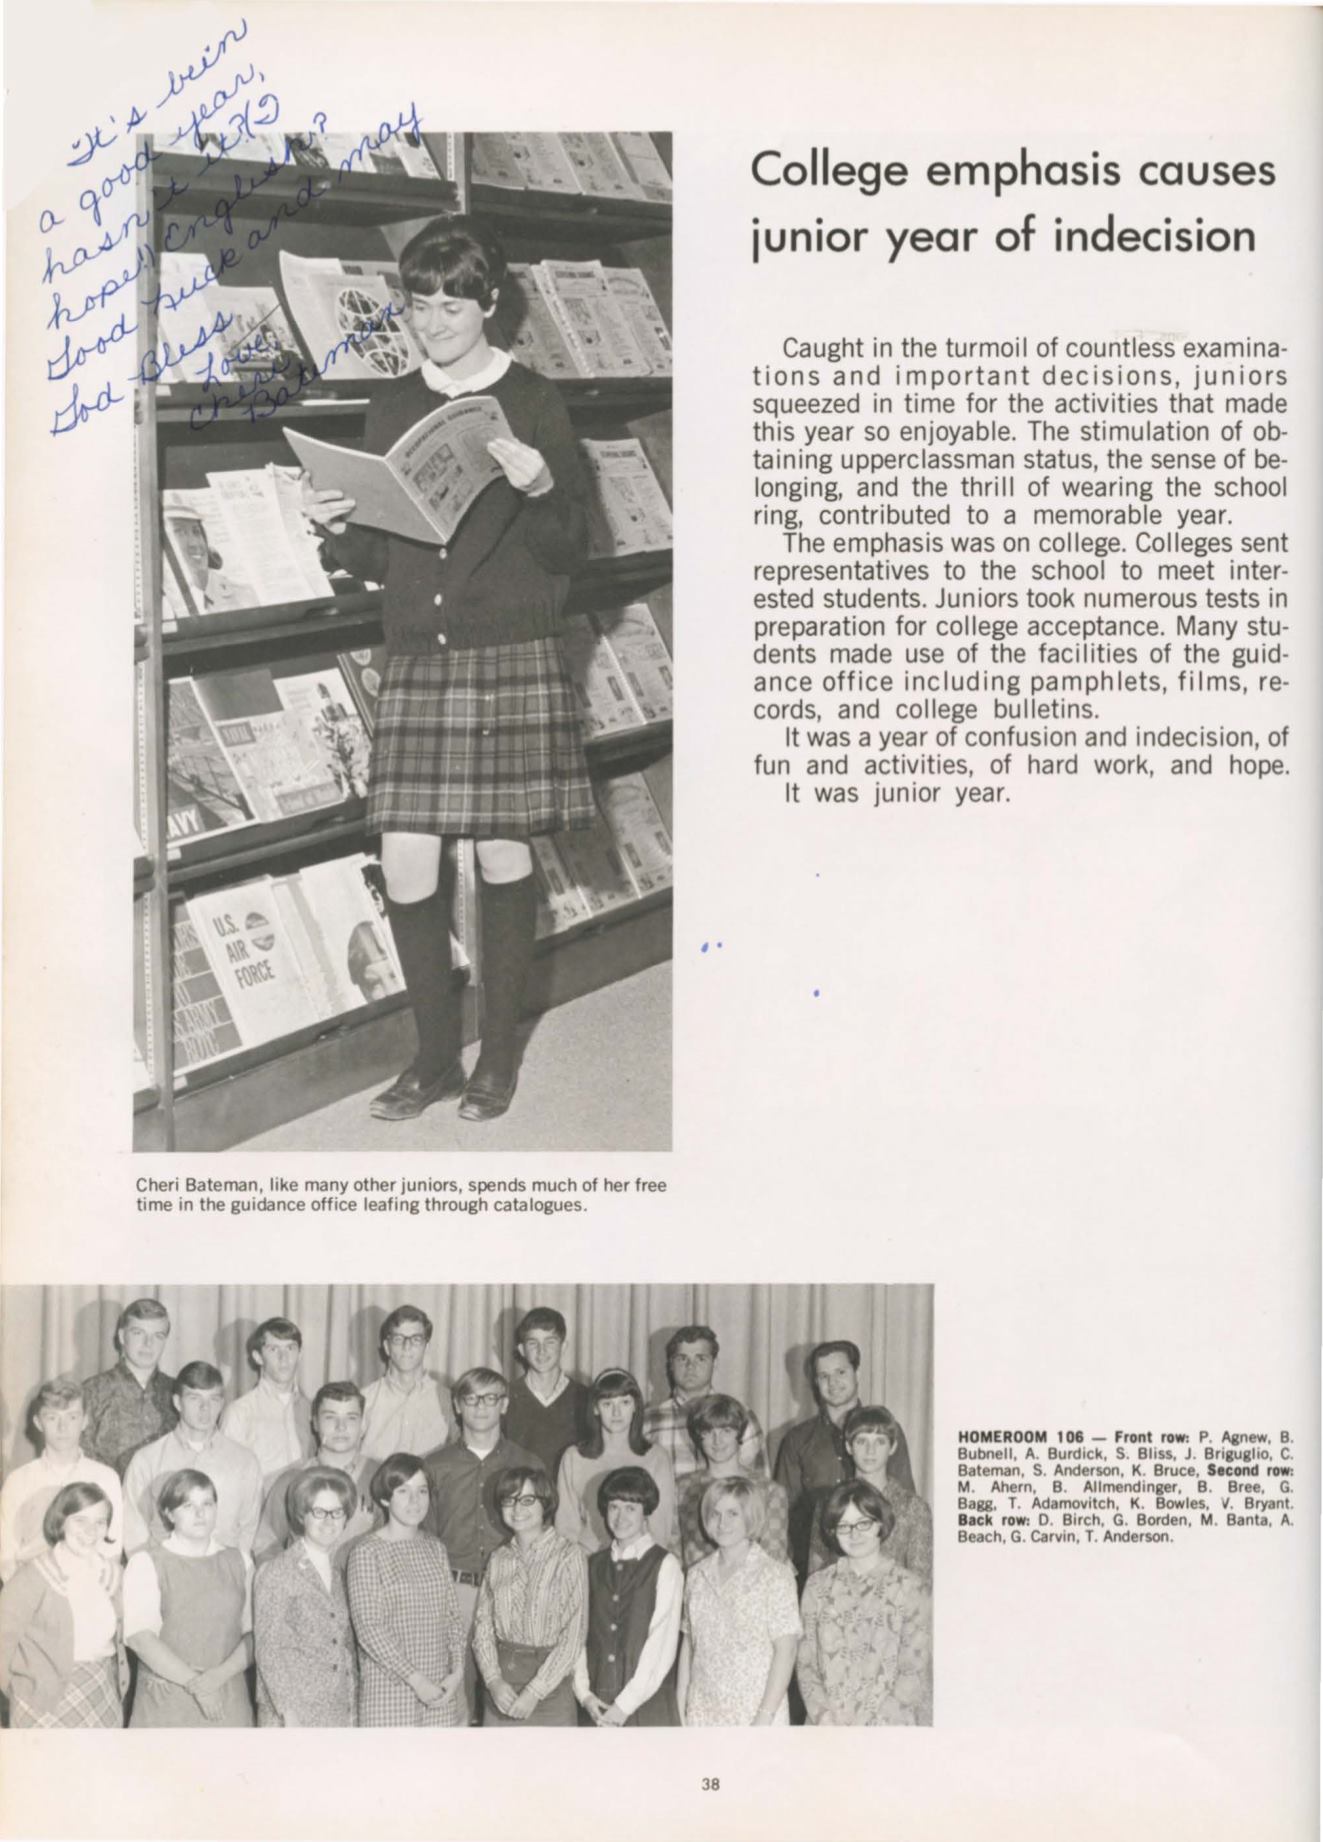 It's bein
a good year,
hasn't it?(I
hope!) English?
Good luck and may
God Bless
Love,
Cheri
Bateman
College emphasis causes
junior year of indecision
Caught in the turmoil of countless examina-
tions and important decisions, juniors
squeezed in time for the activities that made
this year so enjoyable. The stimulation of ob-
taining upperclassman status, the sense of be-
longing, and the thrill of wearing the school
ring, contributed to a memorable year.
The emphasis was on college. Colleges sent
representatives to the school to meet inter-
ested students. Juniors took numerous tests in
preparation for college acceptance. Many stu-
dents made use of the facilities of the guid-
ance office including pamphlets, films, re-
cords, and college bulletins.
It was a year of confusion and indecision, of
fun and activities, of hard work, and hope.
It was junior year.
OCCUPATIONAL GUIDANCE
NAVY
U.S.
AIR
FORCE
ARMY
ROTC
Cheri Bateman, like many other juniors, spends much of her free
time in the guidance office leafing through catalogues.
HOMEROOM 106 — Front row: P. Agnew, B.
Bubnell, A. Burdick, S. Bliss, J. Briguglio, C.
Bateman, S. Anderson, K. Bruce, Second row:
M. Ahern, B. Allmendinger, B. Bree, G.
Bagg, T. Adamovitch, K. Bowles, V. Bryant.
Back row: D. Birch, G. Borden, M. Banta, A.
Beach, G. Carvin, T. Anderson.
38